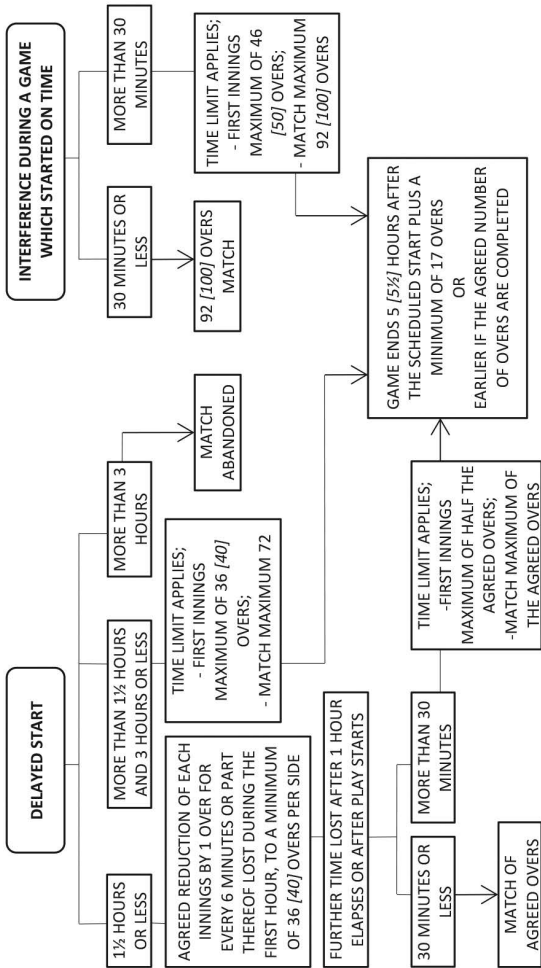 DELAYED START
1½ HOURS
OR LESS
AGREED REDUCTION OF EACH
INNINGS BY 1 OVER FOR
EVERY 6 MINUTES OR PART
THEREOF LOST DURING THE
FIRST HOUR, TO A MINIMUM
OF 36 [40] OVERS PER SIDE
FURTHER TIME LOST AFTER 1 HOUR
ELAPSES OR AFTER PLAY STARTS
30 MINUTES OR
LESS
MATCH OF
AGREED OVERS
MORE THAN 30
MINUTES
TIME LIMIT APPLIES;
-FIRST INNINGS
MAXIMUM OF HALF THE
AGREED OVERS;
-MATCH MAXIMUM OF
THE AGREED OVERS
MORE THAN 1½ HOURS
AND 3 HOURS OR LESS
TIME LIMIT APPLIES;
- FIRST INNINGS
MAXIMUM OF 36 [40]
OVERS;
- MATCH MAXIMUM 72
MORE THAN 3
HOURS
MATCH
ABANDONED
INTERFERENCE DURING A GAME
WHICH STARTED ON TIME
30 MINUTES OR
LESS
92 [100] OVERS
MATCH
MORE THAN 30
MINUTES
TIME LIMIT APPLIES;
- FIRST INNINGS
MAXIMUM OF 46
[50] OVERS;
- MATCH MAXIMUM
92 [100] OVERS
GAME ENDS 5 [5½] HOURS AFTER
THE SCHEDULED START PLUS A
MINIMUM OF 17 OVERS
OR
EARLIER IF THE AGREED NUMBER
OF OVERS ARE COMPLETED